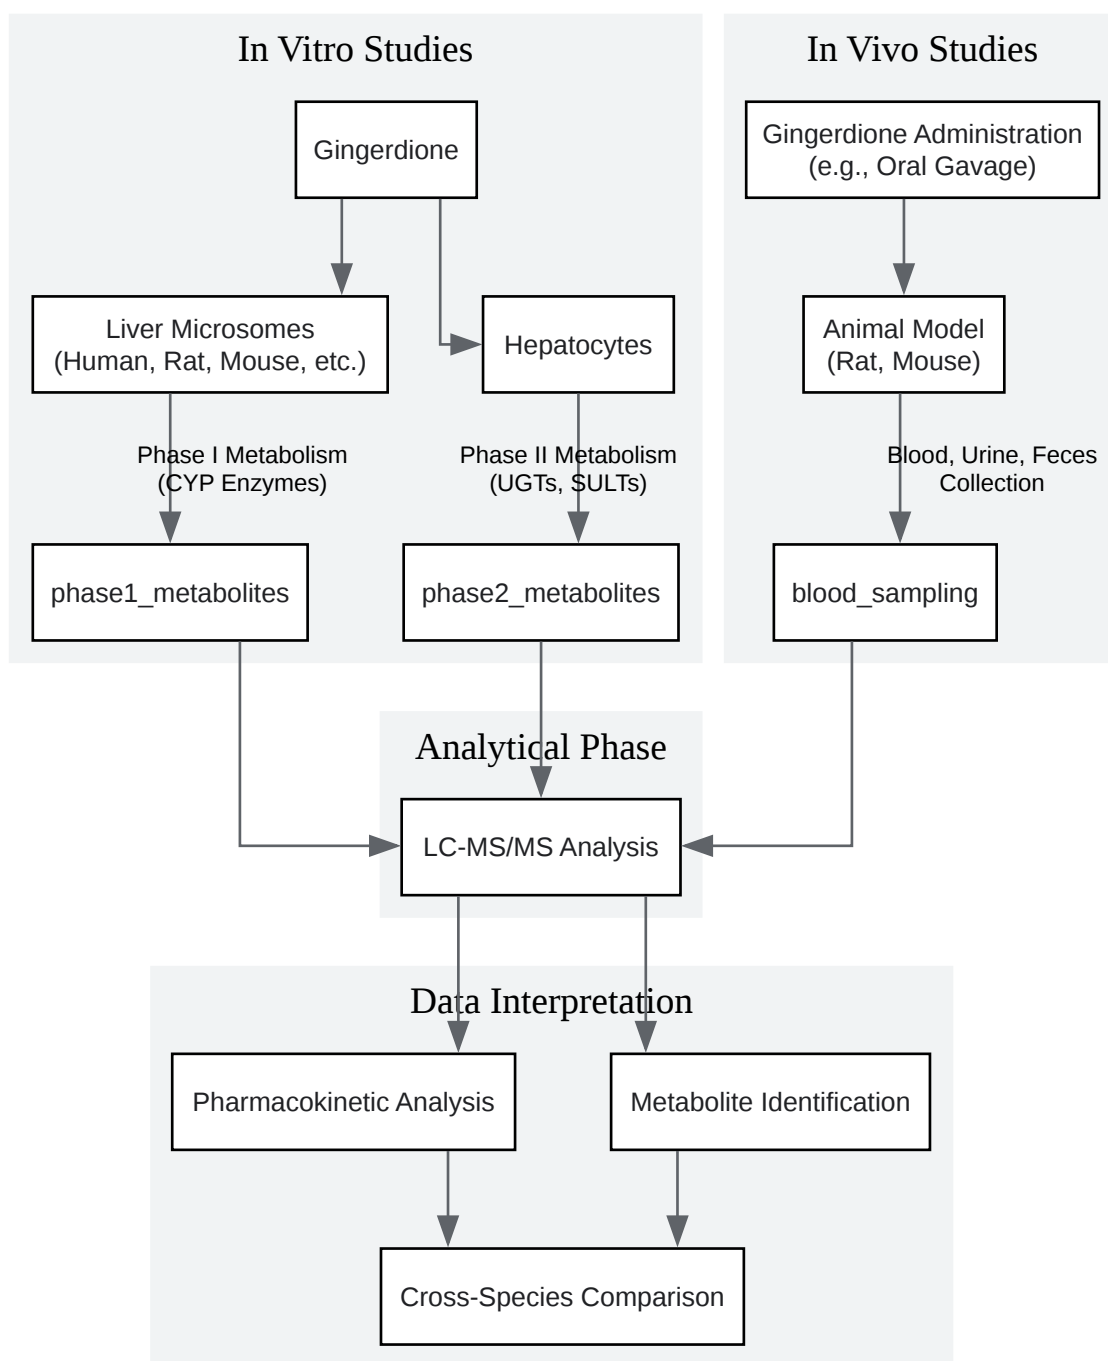 In Vitro Studies
Gingerdione
Liver Microsomes
(Human, Rat, Mouse, etc.)
Hepatocytes
Phase I Metabolism
(CYP Enzymes)
Phase II Metabolism
(UGTs, SULTs)
phase1_metabolites
phase2_metabolites
In Vivo Studies
Gingerdione Administration
(e.g., Oral Gavage)
Animal Model
(Rat, Mouse)
Blood, Urine, Feces
Collection
blood_sampling
Analytical Phase
LC-MS/MS Analysis
Data Interpretation
Pharmacokinetic Analysis
Metabolite Identification
Cross-Species Comparison